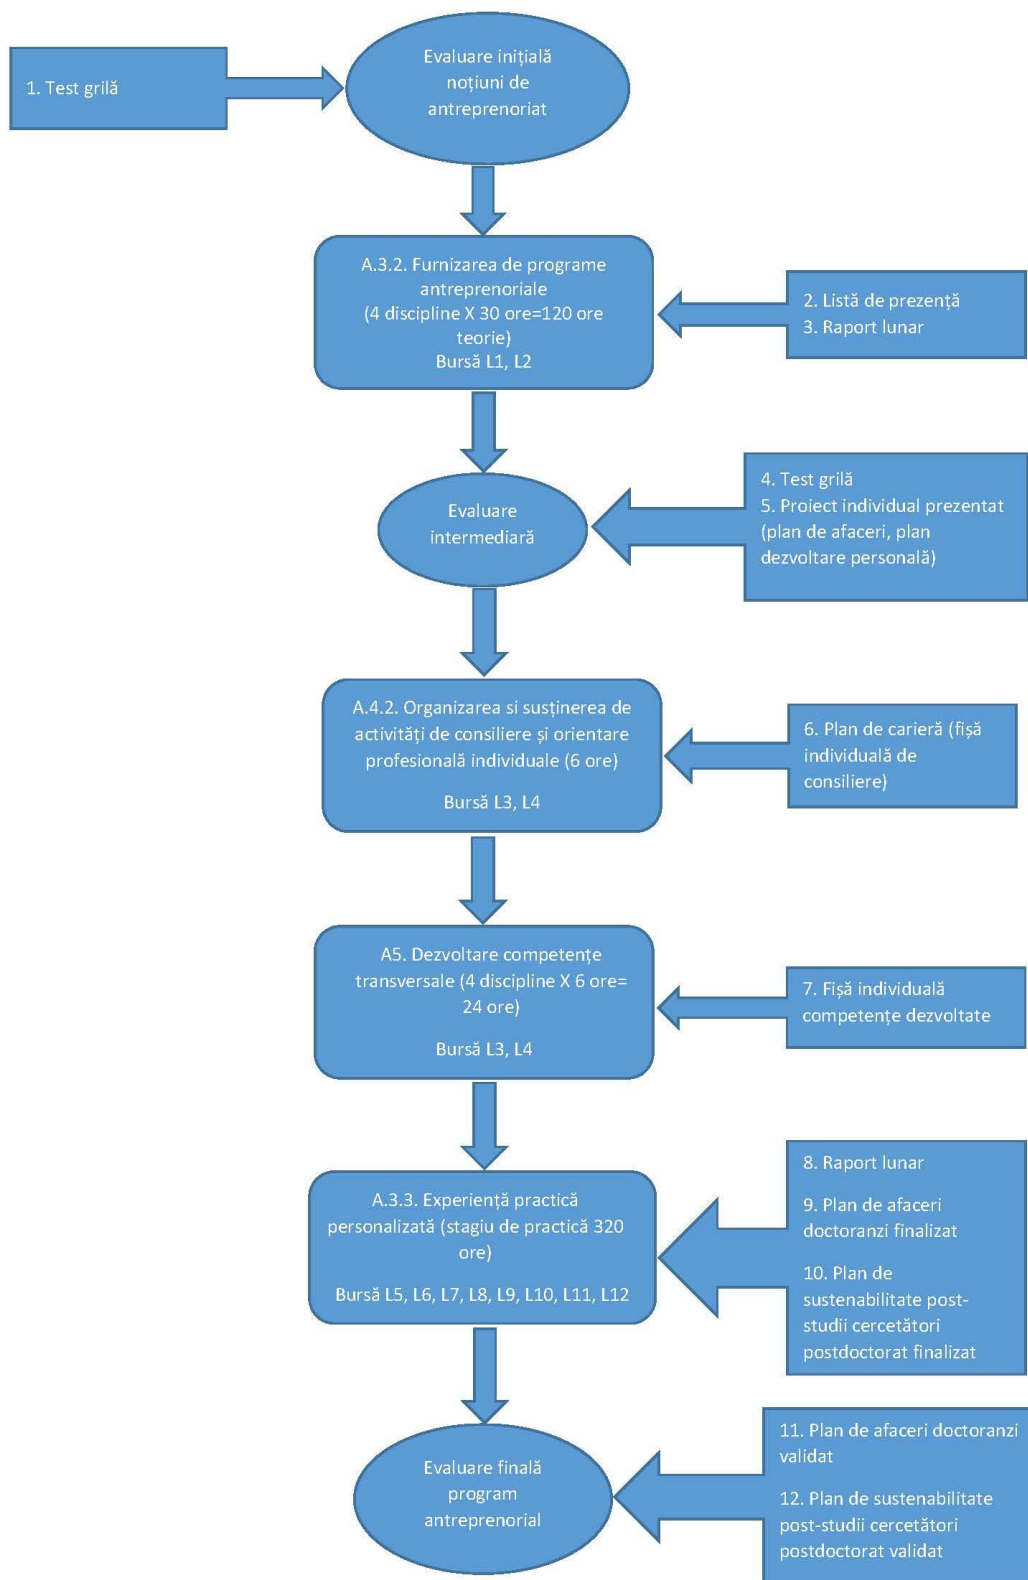 1. Test grilă
Evaluare inițială
noțiuni de
antreprenoriat
A.3.2. Furnizarea de programe
antreprenoriale
(4 discipline X 30 ore=120 ore
teorie)
Bursă L1, L2
2. Listă de prezență
3. Raport lunar
Evaluare
intermediară
4. Test grilă
5. Proiect individual prezentat
(plan de afaceri, plan
dezvoltare personală)
A.4.2. Organizarea si susținerea de
activități de consiliere și orientare
profesională individuale (6 ore)
Bursă L3, L4
6. Plan de carieră (fișă
individuală de
consiliere)
A5. Dezvoltare competențe
transversale (4 discipline X 6 ore=
24 ore)
Bursă L3, L4
7. Fișă individuală
competențe dezvoltate
A.3.3. Experiență practică
personalizată (stagiu de practică 320
ore)
Bursă L5, L6, L7, L8, L9, L10, L11, L12
8. Raport lunar
9. Plan de afaceri
doctoranzi finalizat
10. Plan de
sustenabilitate post-
studii cercetători
postdoctorat finalizat
Evaluare finală
program
antreprenorial
11. Plan de afaceri doctoranzi
validat
12. Plan de sustenabilitate
post-studii cercetători
postdoctorat validat